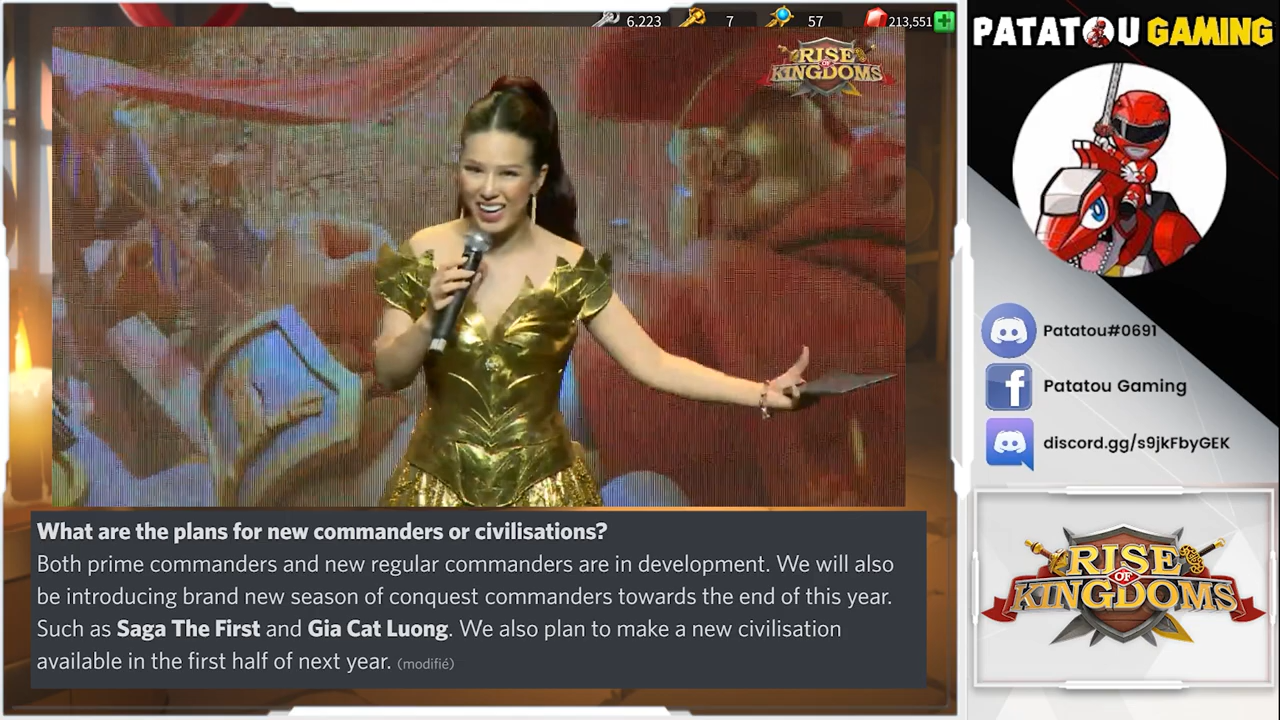 6.223 7 57 213,551
RISE
OF
KINGDOMS
PATATOU GAMING
Patatou#0691
Patatou Gaming
discord.gg/s9jkFbyGEK
What are the plans for new commanders or civilisations?
Both prime commanders and new regular commanders are in development. We will also
be introducing brand new season of conquest commanders towards the end of this year.
Such as Saga The First and Gia Cat Luong. We also plan to make a new civilisation
available in the first half of next year. (modifié)
RISE
OF
KINGDOMS